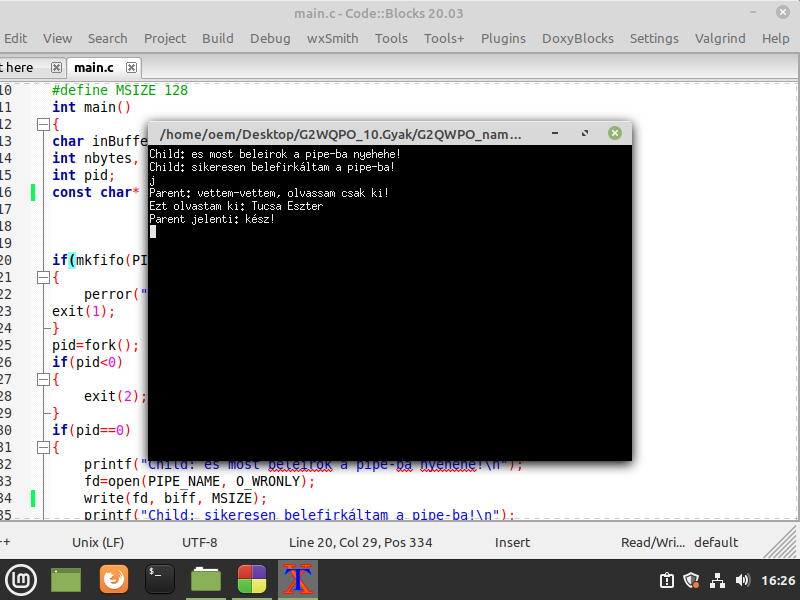 main.c - Code::Blocks 20.03
Edit View Search Project Build Debug wxSmith Tools Tools+ Plugins DoxyBlocks Settings Valgrind Help
t here main.c
10 #define MSIZE 128
11 int main()
12 {
13 char inBuffe
14 int nbytes,
15 int pid;
16 const char*
17
18
19
20 if(mkfifo(PI
21 {
22 perror("
23 exit(1);
24 }
25 pid=fork();
26 if(pid<0)
27 {
28 exit(2);
29 }
30 if(pid==0)
31 {
32 printf("Child: es most beleirok a pipe-ba nyehehe!\n");
33 fd=open(PIPE_NAME, O_WRONLY);
34 write(fd, biff, MSIZE);
35 printf("Child: sikeresen belefirkáltam a pipe-ba!\n");
/home/oem/Desktop/G2WQPO_10.Gyak/G2QWPO_nam...
Child: es most beleirok a pipe-ba nyehehe!
Child: sikeresen belefirkáltam a pipe-ba!
j
Parent: vettem-vettem, olvassam csak ki!
Ezt olvastam ki: Tucsa Eszter
Parent jelenti: kész!
++ Unix (LF) UTF-8 Line 20, Col 29, Pos 334 Insert Read/Wri... default
16:26